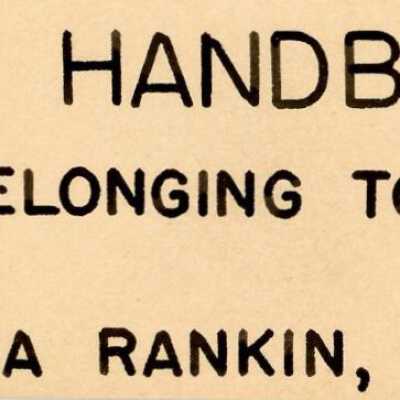 HANDB
ELONGING TO
A RANKIN,